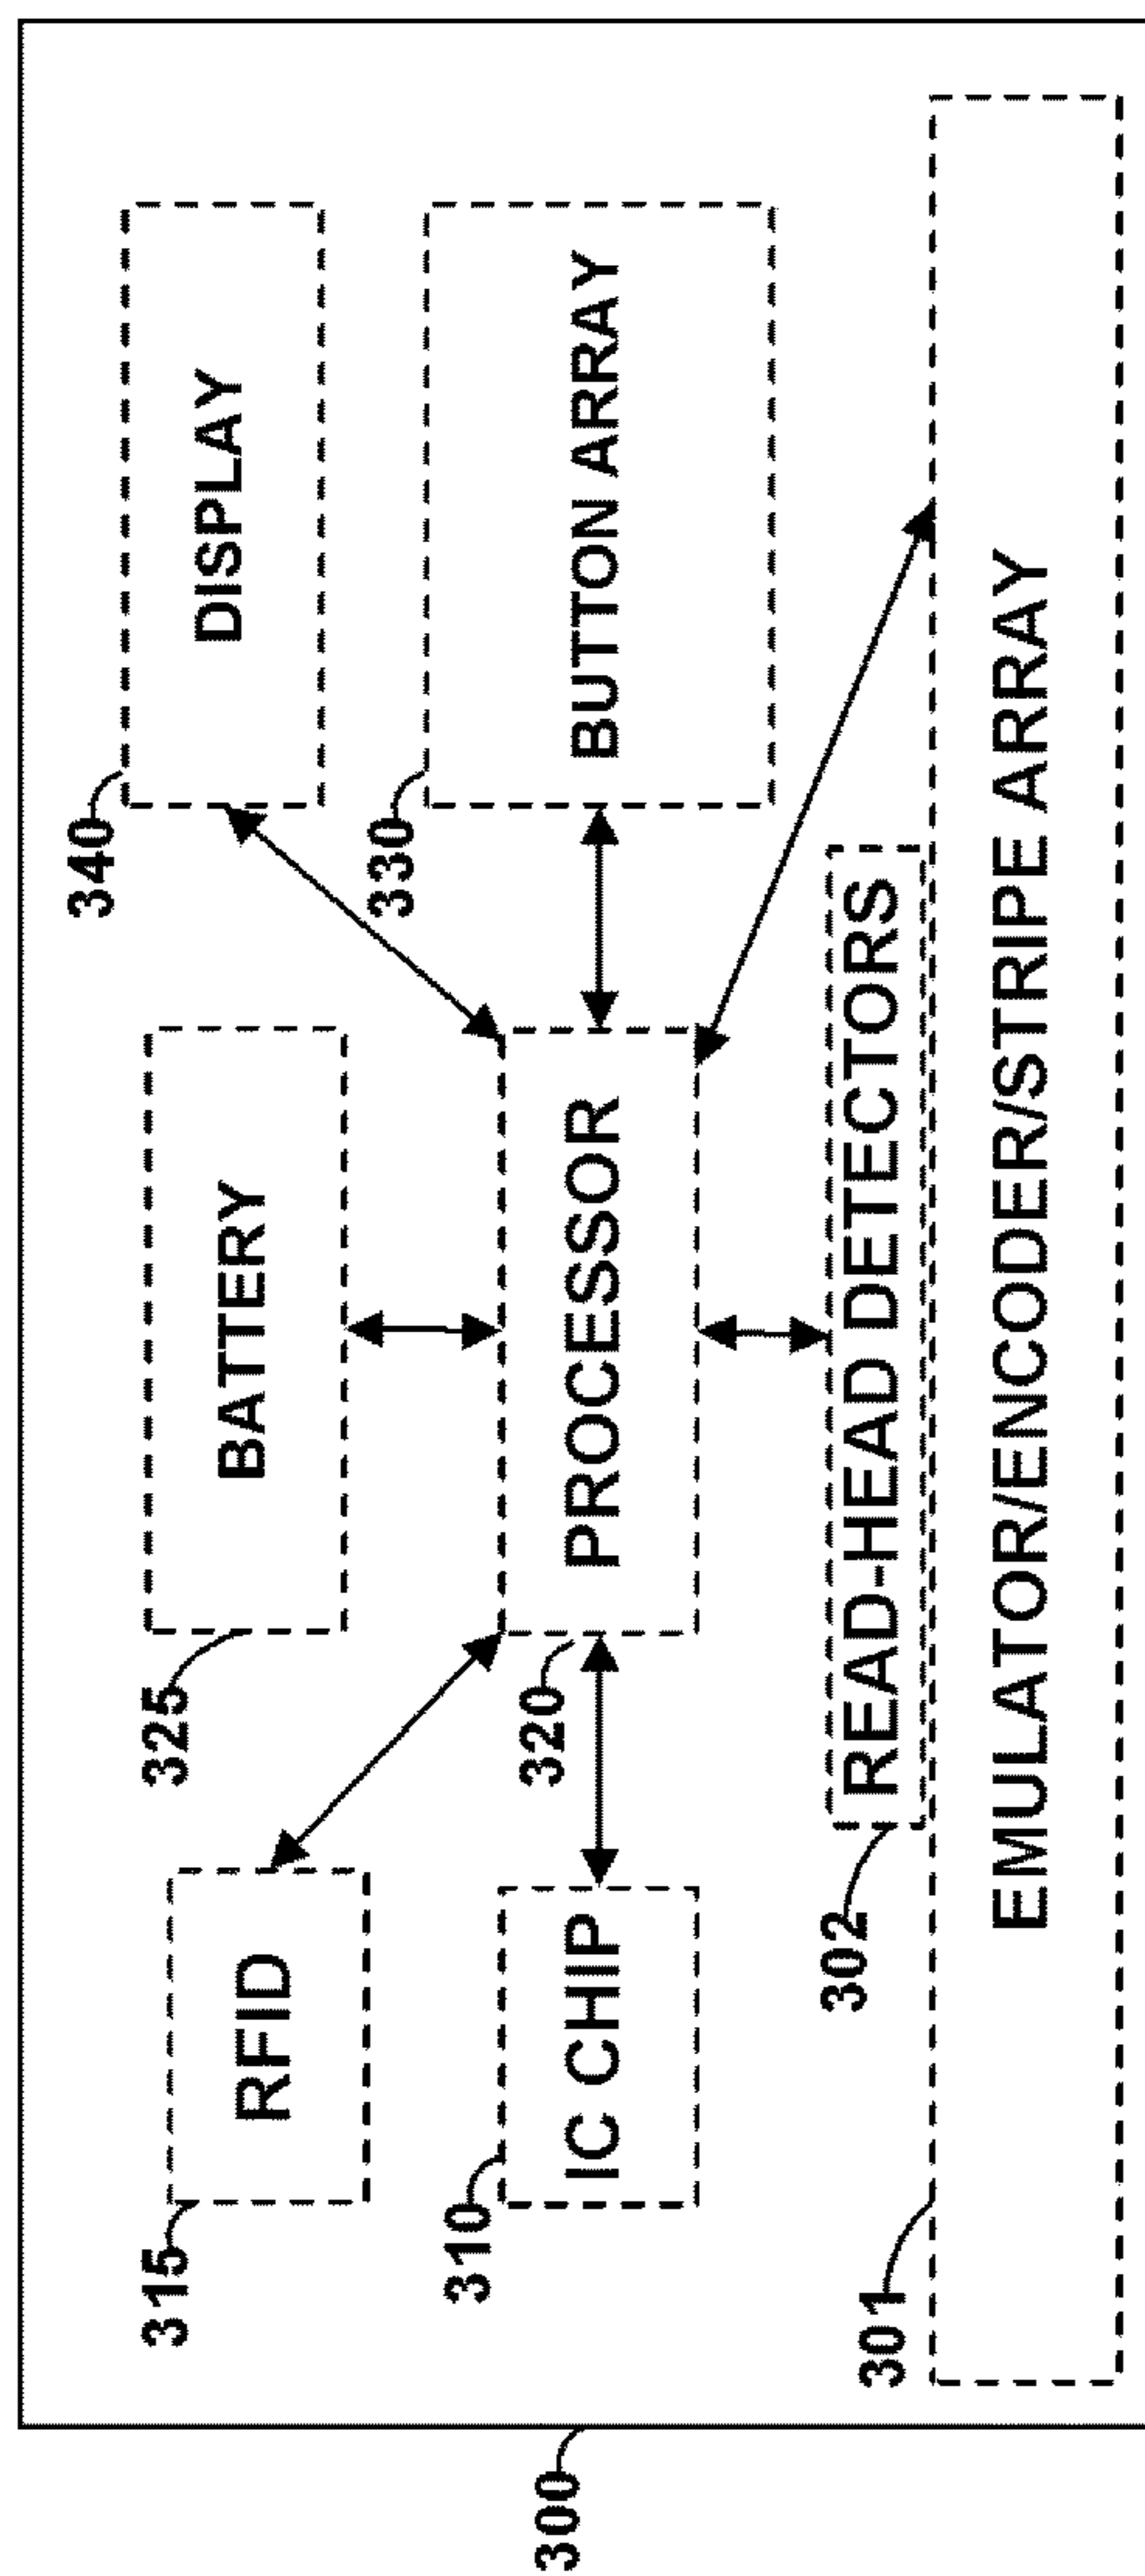 315
RFID
325
BATTERY
340
DISPLAY
310
IC CHIP
320
PROCESSOR
330
BUTTON ARRAY
300
302
READ-HEAD DETECTORS
301
EMULATOR/ENCODER/STRIPE ARRAY